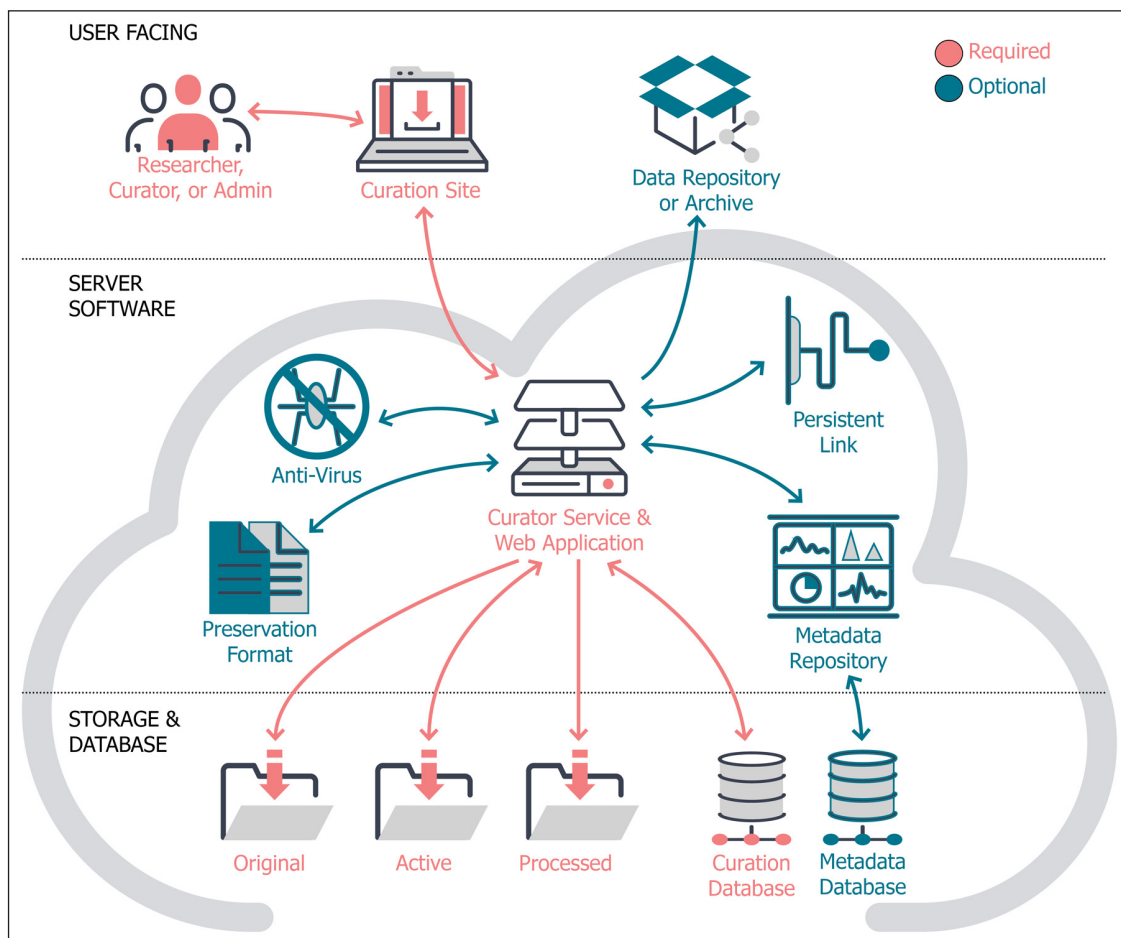 USER FACING
Required
Optional
Researcher,
Curator, or Admin
Curation Site
Data Repository
or Archive
SERVER
SOFTWARE
Anti-Virus
Persistent
Link
Curator Service &
Web Application
Preservation
Format
Metadata
Repository
STORAGE &
DATABASE
Original
Active
Processed
Curation
Database
Metadata
Database